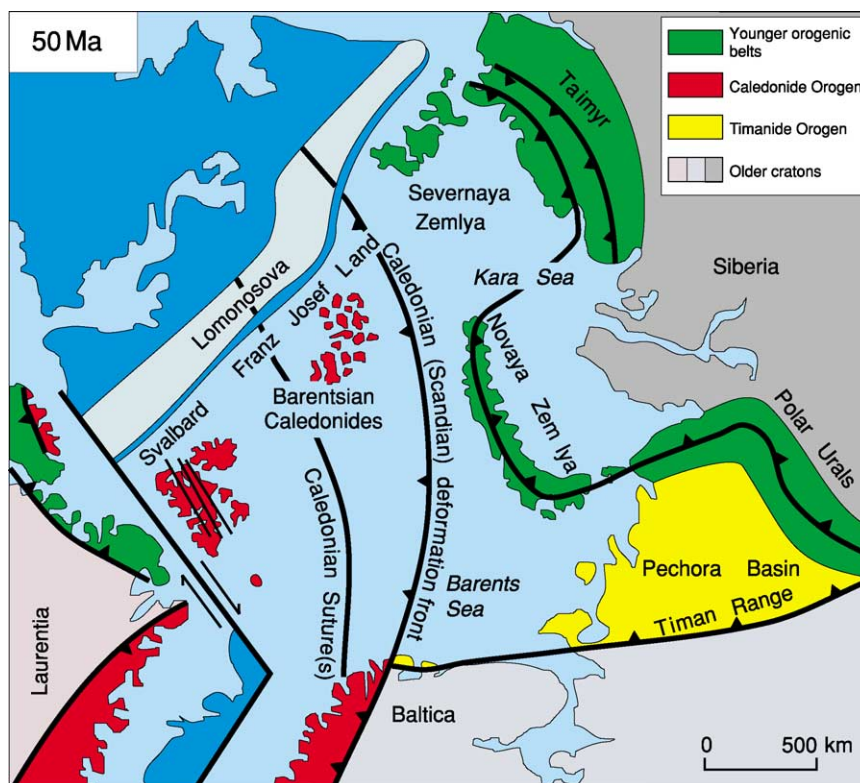 50 Ma
Younger orogenic
belts
Caledonide Orogen
Timanide Orogen
Older cratons
Taimyr
Severnaya
Zemlya
Kara Sea
Siberia
Lomonosova
Franz Josef Land
Caledonian (Scandian) deformation front
Novaya
Zemlya
Barentsian
Caledonides
Svalbard
Caledonian Suture(s)
Polar Urals
Pechora Basin
Timan Range
Barents
Sea
Laurentia
Baltica
0 500 km